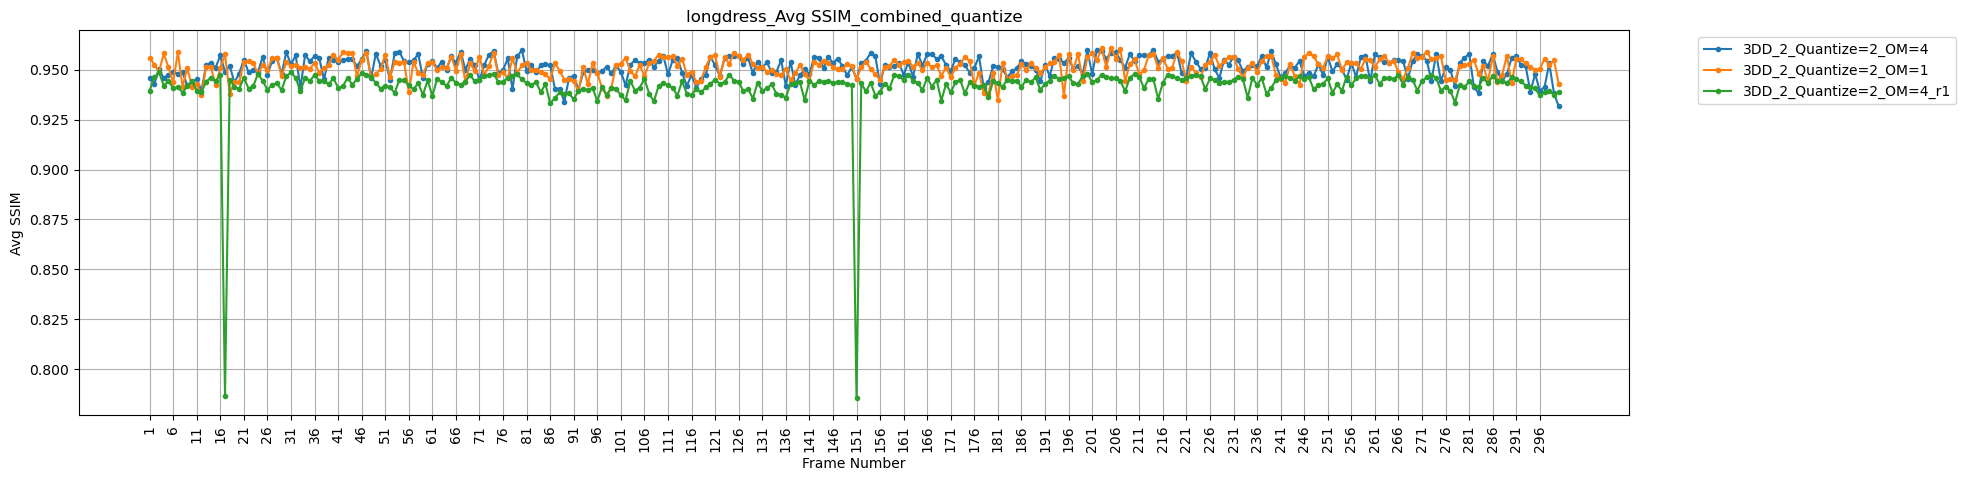 longdress_Avg SSIM_combined_quantize
3DD_2_Quantize=2_OM=4
3DD_2_Quantize=2_OM=1
3DD_2_Quantize=2_OM=4_r1
Avg SSIM
0.950
0.925
0.900
0.875
0.850
0.825
0.800
1 6 11 16 21 26 31 36 41 46 51 56 61 66 71 76 81 86 91 96 101 106 111 116 121 126 131 136 141 146 151 156 161 166 171 176 181 186 191 196 201 206 211 216 221 226 231 236 241 246 251 256 261 266 271 276 281 286 291 296
Frame Number